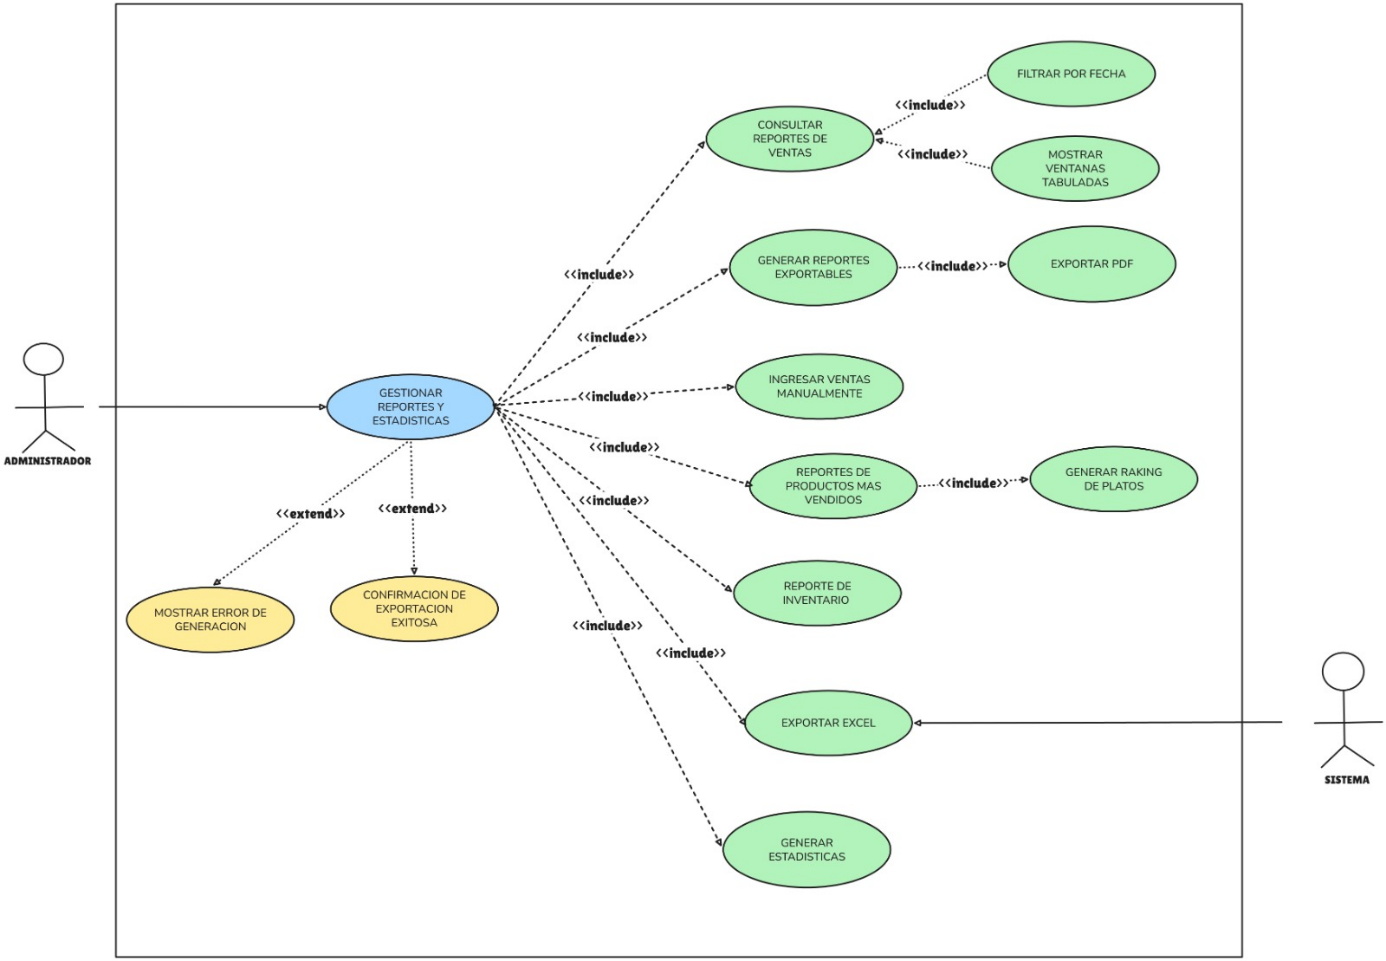 FILTRAR POR FECHA
<<include>>
CONSULTAR
REPORTES DE
VENTAS
<<include>>
MOSTRAR
VENTANAS
TABULADAS
<<include>>
GENERAR REPORTES
EXPORTABLES
<<include>>
EXPORTAR PDF
<<include>>
ADMINISTRADOR
GESTIONAR
REPORTES Y
ESTADISTICAS
<<include>>
INGRESAR VENTAS
MANUALMENTE
<<include>>
REPORTES DE
PRODUCTOS MAS
VENDIDOS
<<include>>
GENERAR RAKING
DE PLATOS
<<include>>
<<extend>>
<<extend>>
MOSTRAR ERROR DE
GENERACION
CONFIRMACION DE
EXPORTACION
EXITOSA
REPORTE DE
INVENTARIO
<<include>>
<<include>>
EXPORTAR EXCEL
SISTEMA
GENERAR
ESTADISTICAS